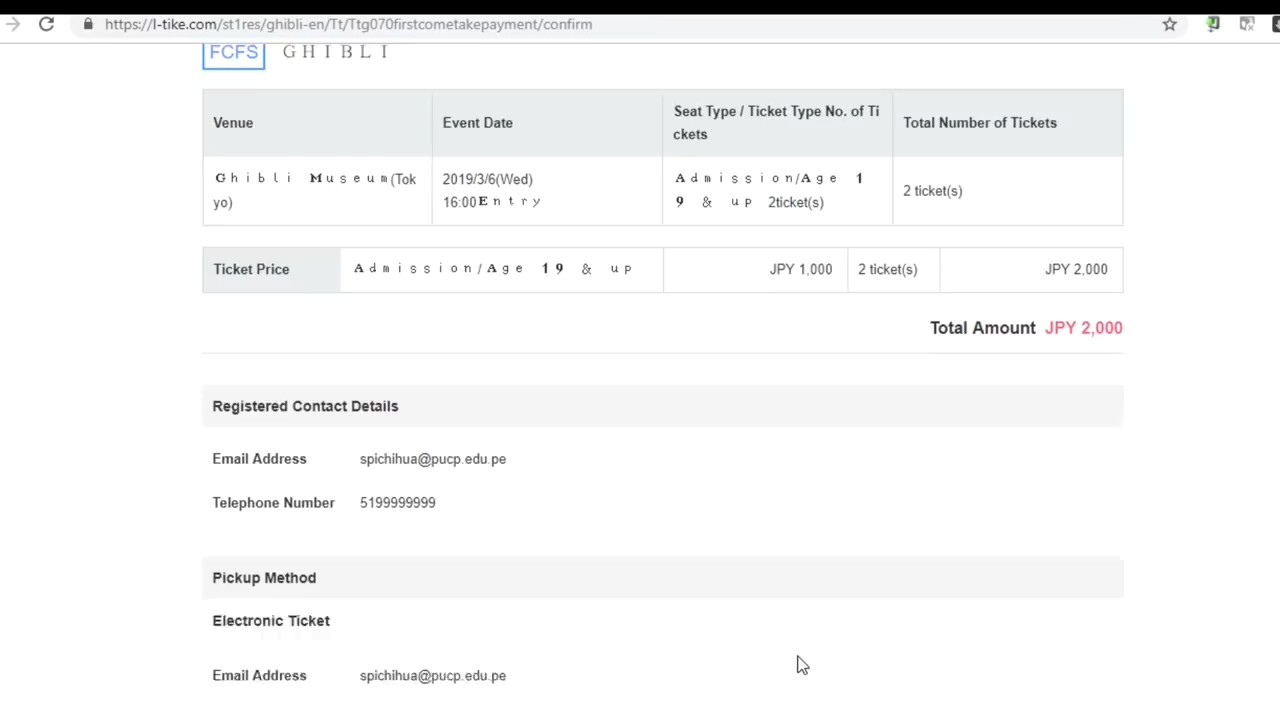 https://l-tike.com/st1res/ghibli-en/Tt/Ttg070firstcometakepayment/confirm
FCFS GHIBLI
Venue
Event Date
Seat Type / Ticket Type No. of Ti
ckets
Total Number of Tickets
Ghibli Museum(Tok
yo)
2019/3/6(Wed)
16:00Entry
Admission/Age 1
9 & up 2ticket(s)
2 ticket(s)
Ticket Price Admission/Age 19 & up JPY 1,000 2 ticket(s) JPY 2,000
Total Amount JPY 2,000
Registered Contact Details
Email Address spichihua@pucp.edu.pe
Telephone Number 5199999999
Pickup Method
Electronic Ticket
Email Address spichihua@pucp.edu.pe